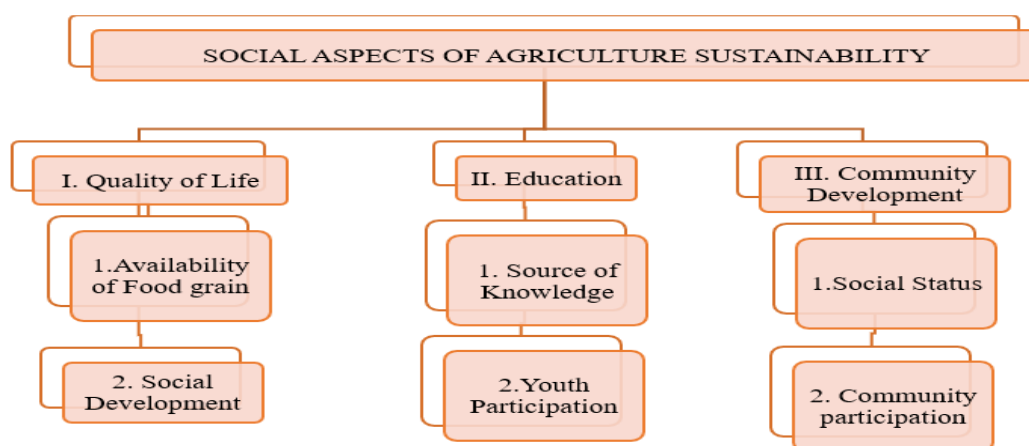 SOCIAL ASPECTS OF AGRICULTURE SUSTAINABILITY
I. Quality of Life
1.Availability
of Food grain
2. Social
Development
II. Education
1. Source of
Knowledge
2.Youth
Participation
III. Community
Development
1.Social Status
2. Community
participation